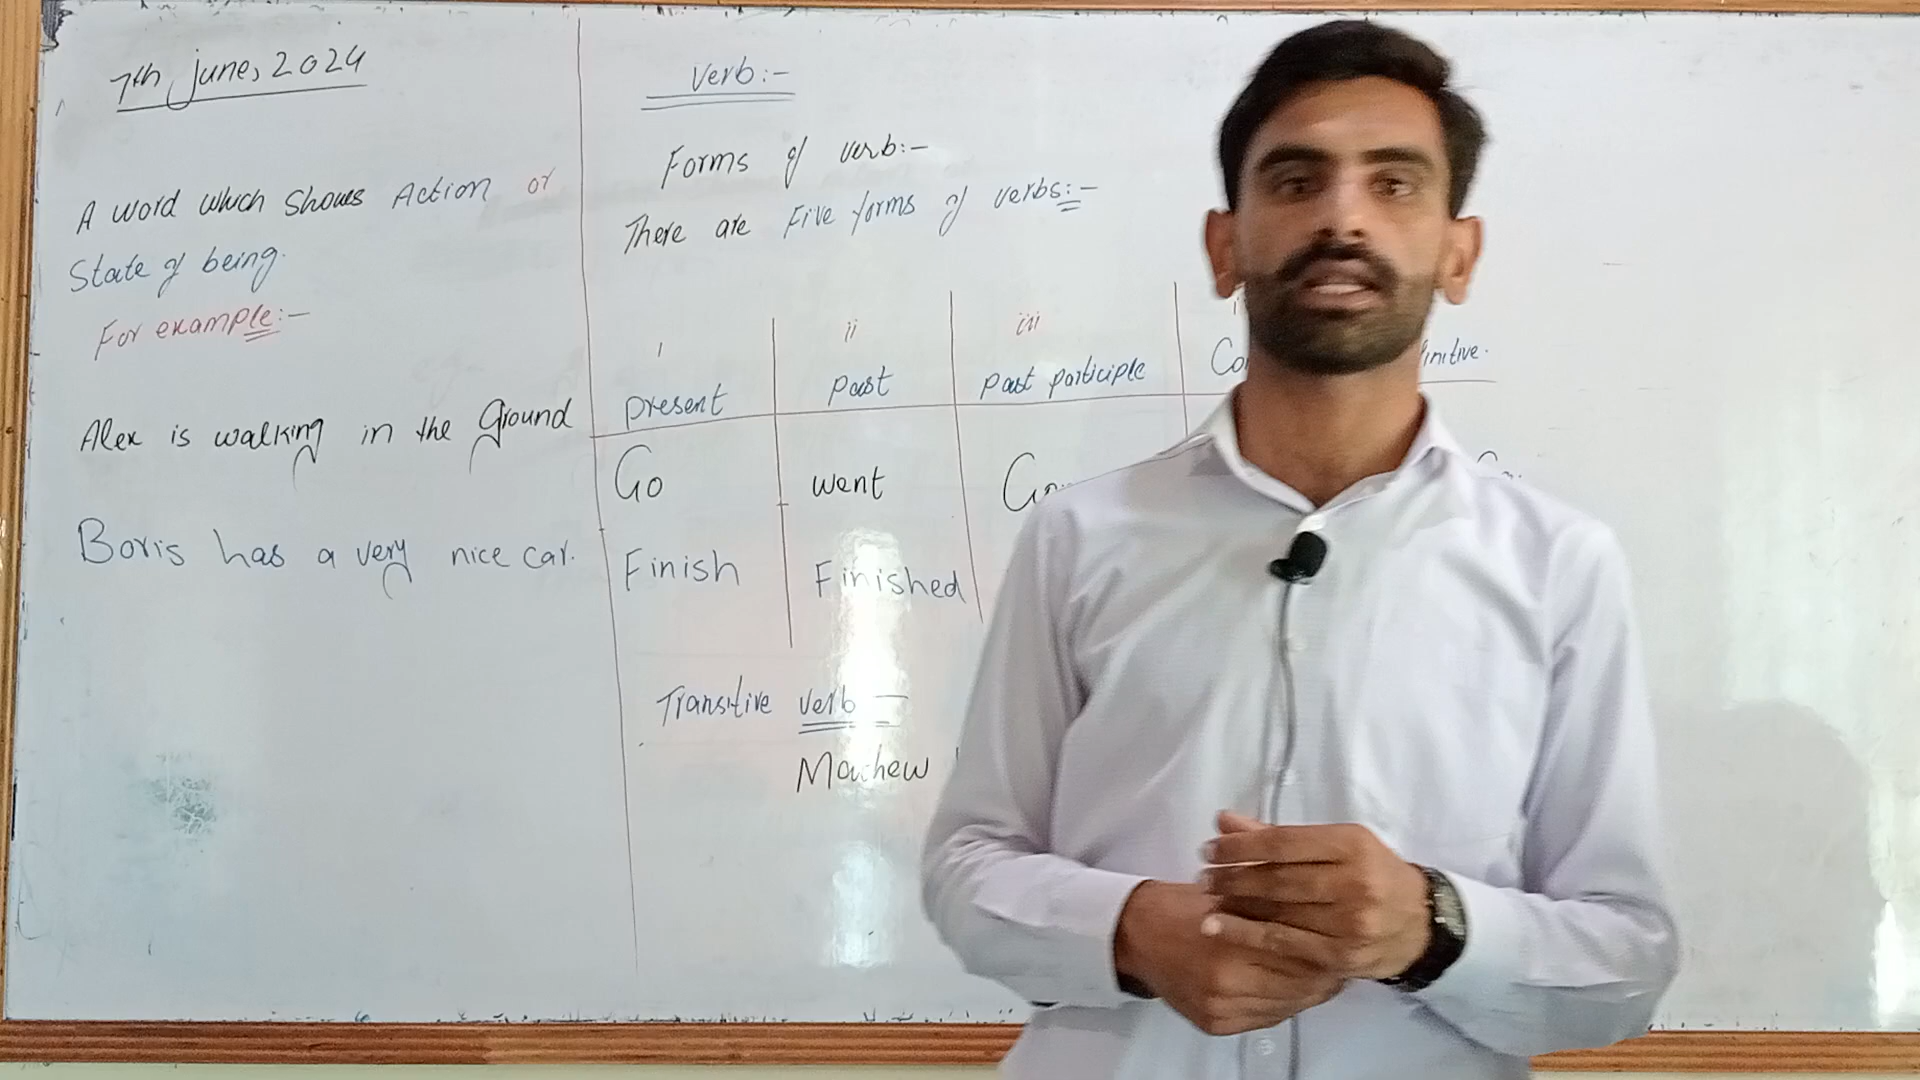 7th june, 2024
A word which shows Action or
State of being.
For example:-
Alex is walking in the Ground
Boris has a very nice car.
Verb:-
Forms of verb:-
There are Five forms of verbs:-
i ii iii
present past past participle
Go went
Finish Finished
Transitive verb